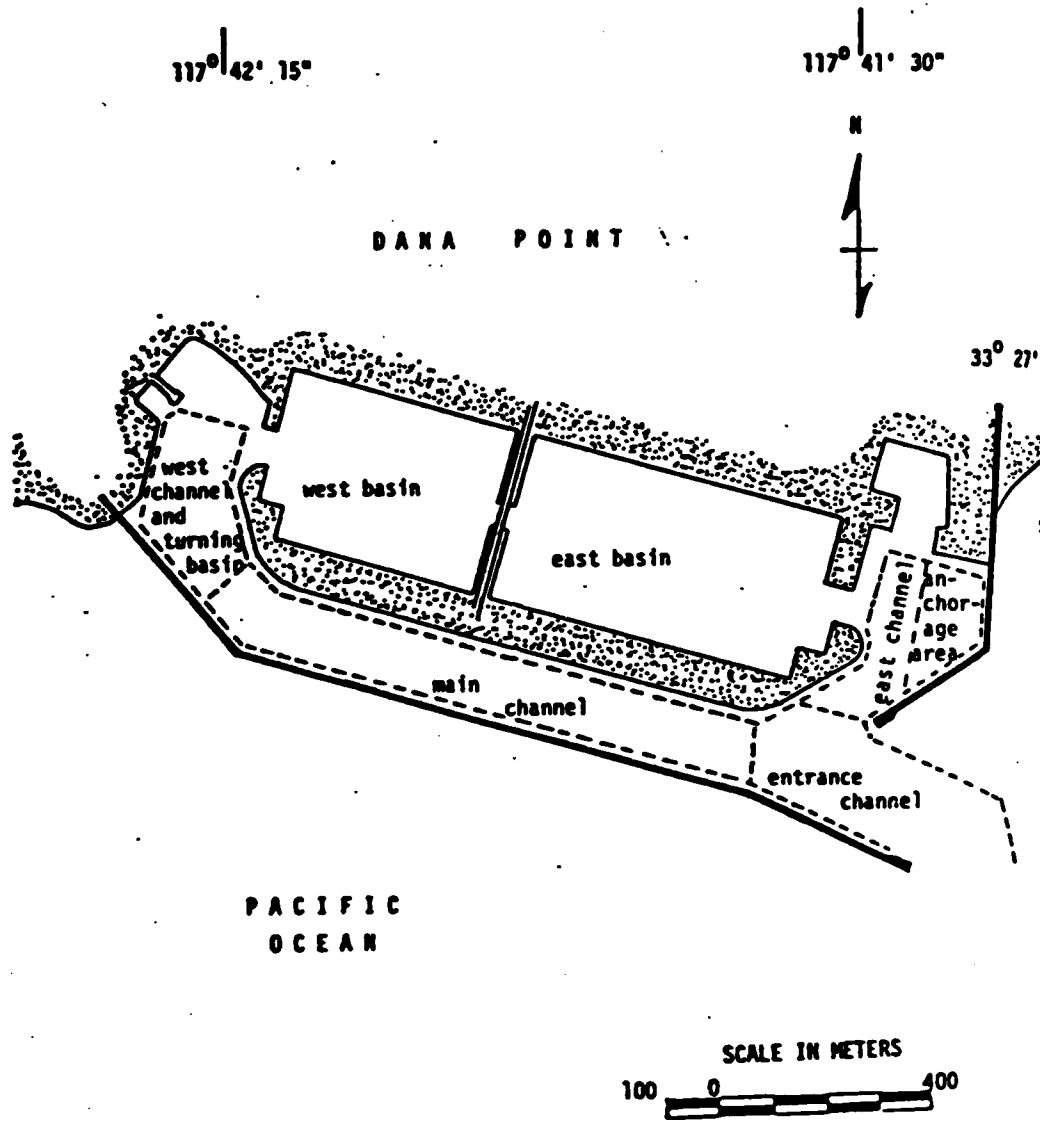 117° 42' 15"
117° 41' 30"
N
DANA POINT
33° 27'
west
channel
and
turning
basin
west basin
east basin
east channel
an-
chor-
age
area
main
channel
entrance
channel
PACIFIC
OCEAN
SCALE IN METERS
100 0 400